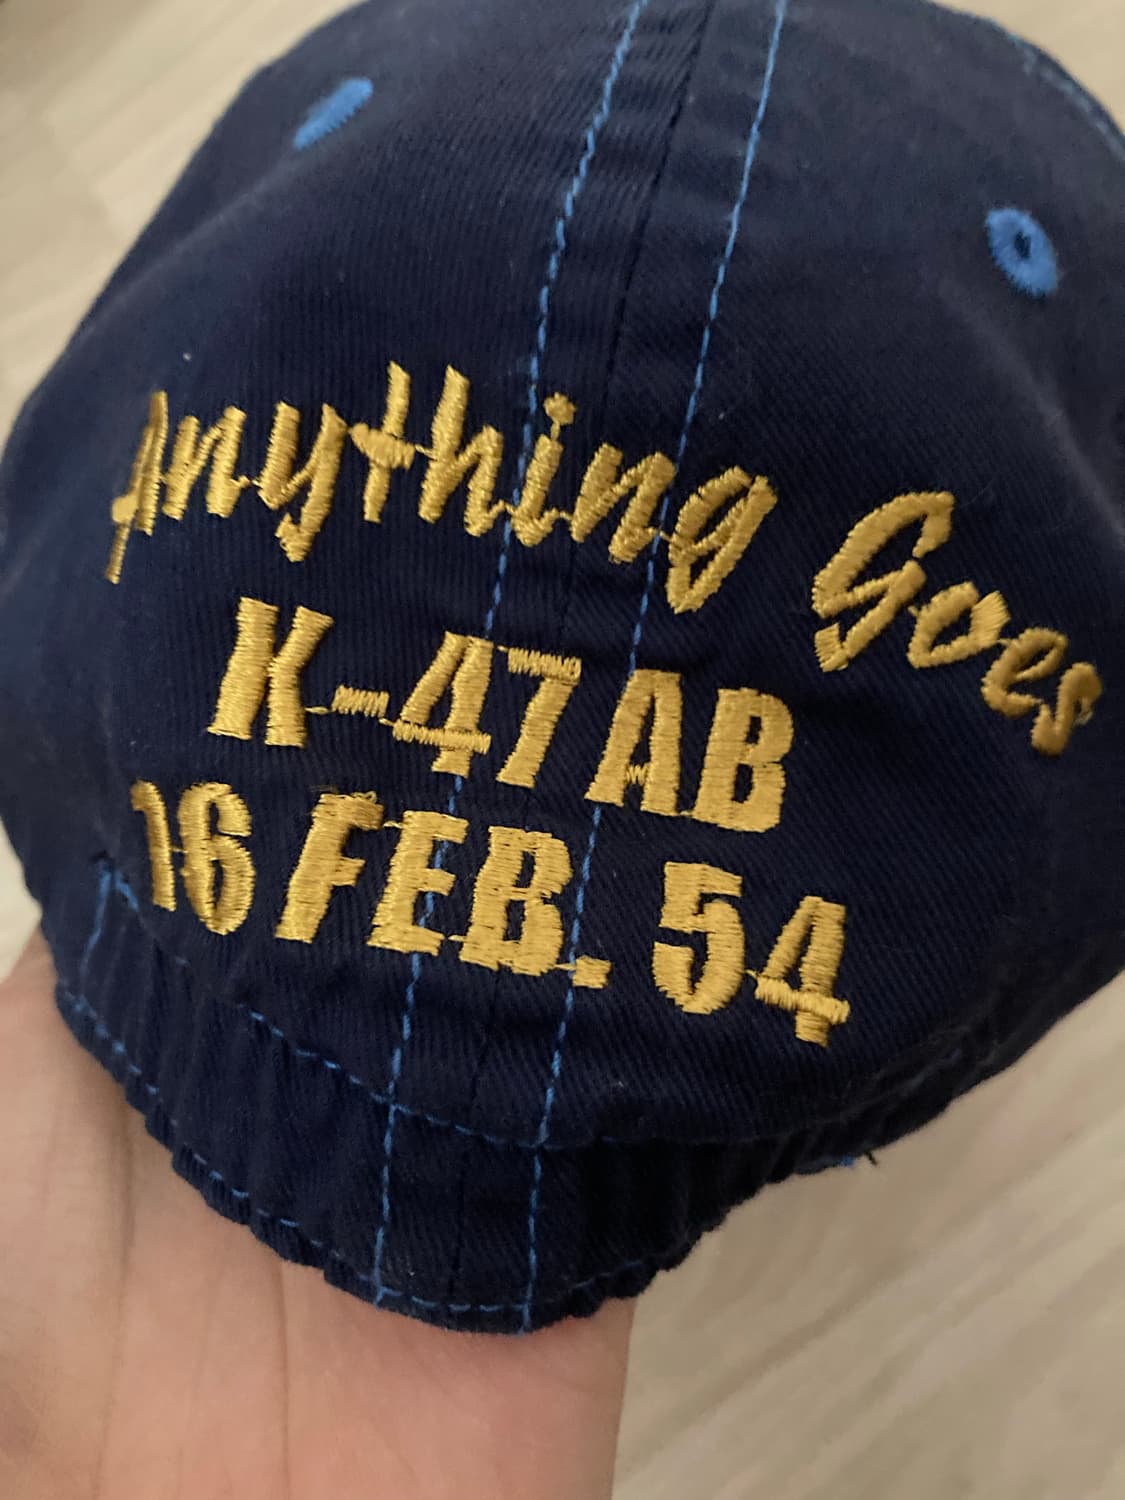 Anything Goes
K-47 AB
16 FEB. 54